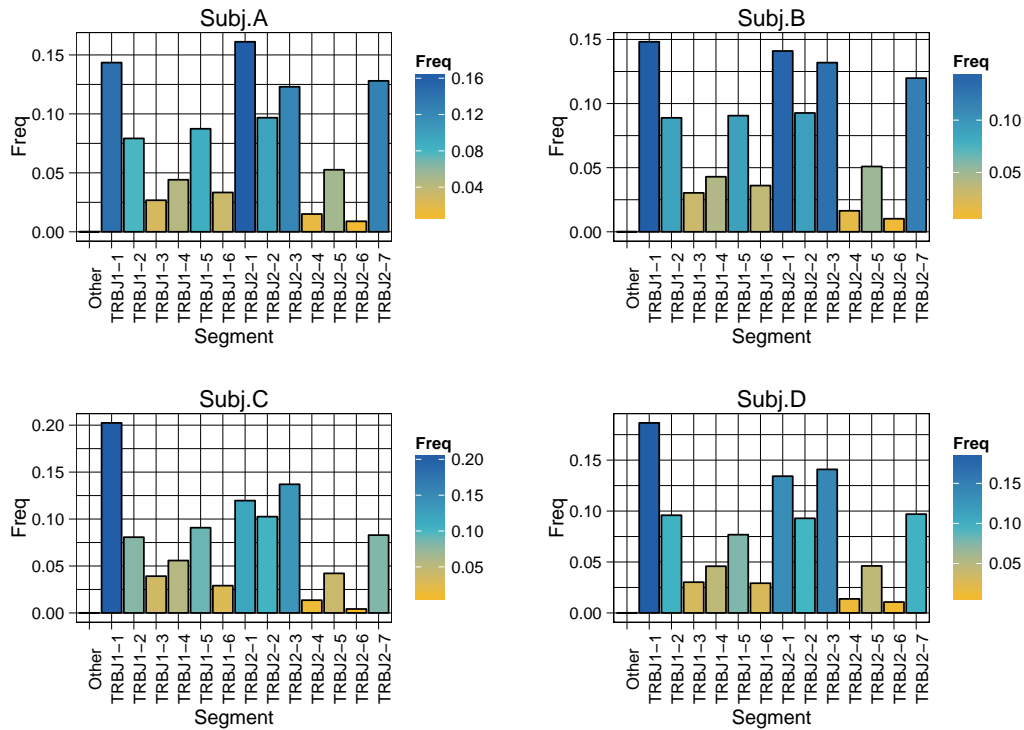 Subj.A
Freq
0.15
0.10
0.05
0.00
Other
TRBJ1-1
TRBJ1-2
TRBJ1-3
TRBJ1-4
TRBJ1-5
TRBJ1-6
TRBJ2-1
TRBJ2-2
TRBJ2-3
TRBJ2-4
TRBJ2-5
TRBJ2-6
TRBJ2-7
Segment
Freq
0.16
0.12
0.08
0.04
Subj.B
Freq
0.15
0.10
0.05
0.00
Other
TRBJ1-1
TRBJ1-2
TRBJ1-3
TRBJ1-4
TRBJ1-5
TRBJ1-6
TRBJ2-1
TRBJ2-2
TRBJ2-3
TRBJ2-4
TRBJ2-5
TRBJ2-6
TRBJ2-7
Segment
Freq
0.10
0.05
Subj.C
Freq
0.20
0.15
0.10
0.05
0.00
Other
TRBJ1-1
TRBJ1-2
TRBJ1-3
TRBJ1-4
TRBJ1-5
TRBJ1-6
TRBJ2-1
TRBJ2-2
TRBJ2-3
TRBJ2-4
TRBJ2-5
TRBJ2-6
TRBJ2-7
Segment
Freq
0.20
0.15
0.10
0.05
Subj.D
Freq
0.15
0.10
0.05
0.00
Other
TRBJ1-1
TRBJ1-2
TRBJ1-3
TRBJ1-4
TRBJ1-5
TRBJ1-6
TRBJ2-1
TRBJ2-2
TRBJ2-3
TRBJ2-4
TRBJ2-5
TRBJ2-6
TRBJ2-7
Segment
Freq
0.15
0.10
0.05